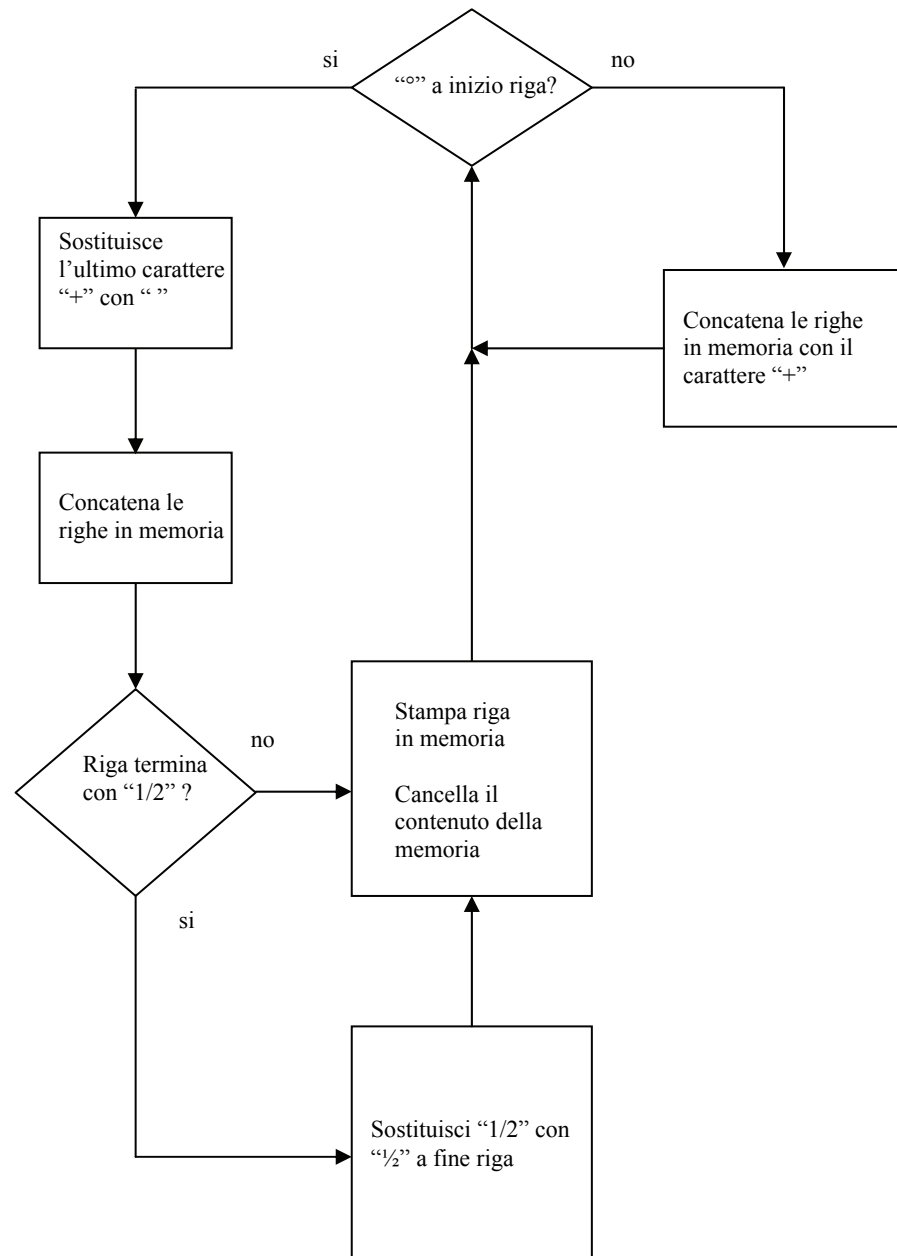 si
“°” a inizio riga?
no
Sostituisce
l’ultimo carattere
“+” con “ ”
Concatena le righe
in memoria con il
carattere “+”
Concatena le
righe in memoria
Riga termina
con “1/2” ?
no
si
Stampa riga
in memoria
Cancella il
contenuto della
memoria
Sostituisci “1/2” con
“½” a fine riga